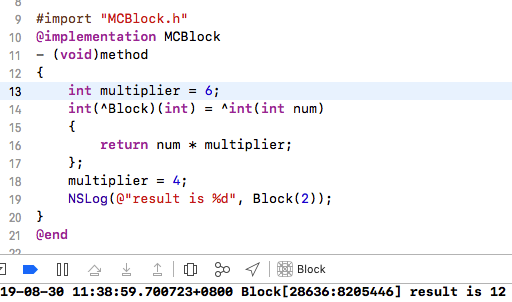 8
9 #import "MCBlock.h"
10 @implementation MCBlock
11 - (void)method
12 {
13 int multiplier = 6;
14 int(^Block)(int) = ^int(int num)
15 {
16 return num * multiplier;
17 };
18 multiplier = 4;
19 NSLog(@"result is %d", Block(2));
20 }
21 @end
22
Block
19-08-30 11:38:59.700723+0800 Block[28636:8205446] result is 12